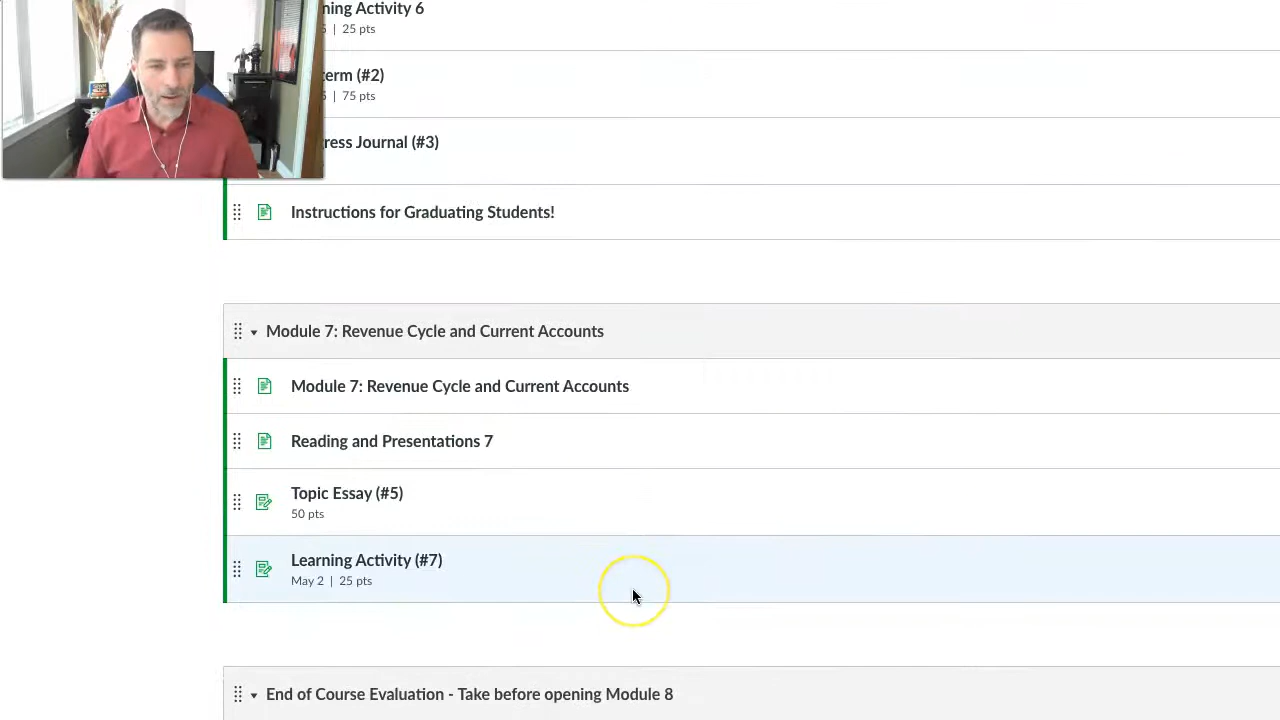 ning Activity 6
25 pts
term (#2)
75 pts
ress Journal (#3)
Instructions for Graduating Students!
Module 7: Revenue Cycle and Current Accounts
Module 7: Revenue Cycle and Current Accounts
Reading and Presentations 7
Topic Essay (#5)
50 pts
Learning Activity (#7)
May 2 | 25 pts
End of Course Evaluation - Take before opening Module 8